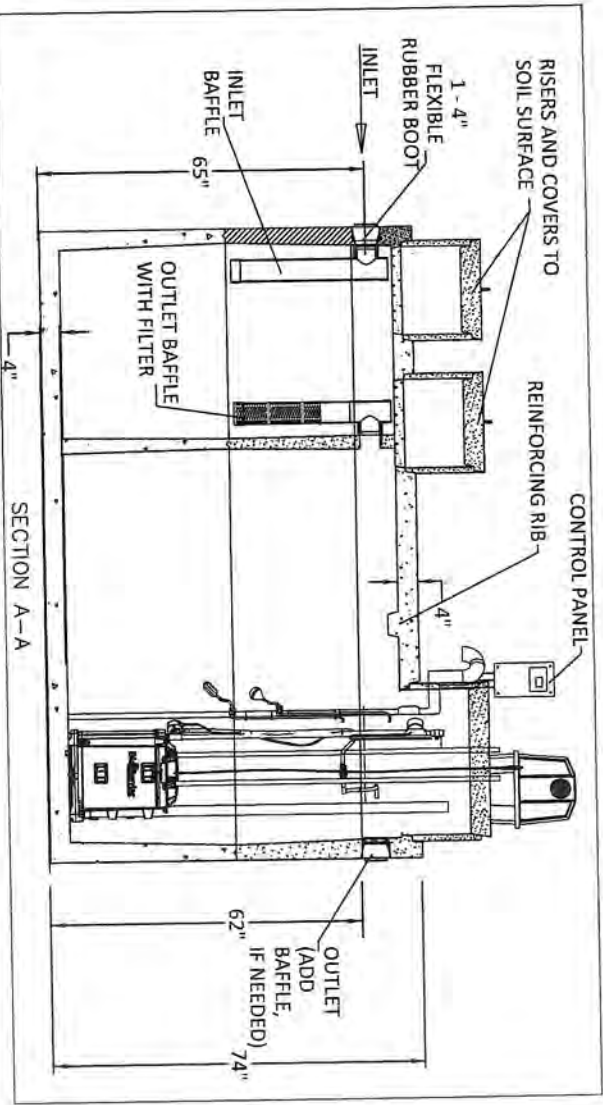 RISERS AND COVERS TO
SOIL SURFACE
1 - 4"
FLEXIBLE
RUBBER BOOT
INLET
INLET
BAFFLE
65"
OUTLET BAFFLE
WITH FILTER
4"
REINFORCING RIB
4"
CONTROL PANEL
SECTION A-A
62"
OUTLET
(ADD
BAFFLE,
IF NEEDED)
74"